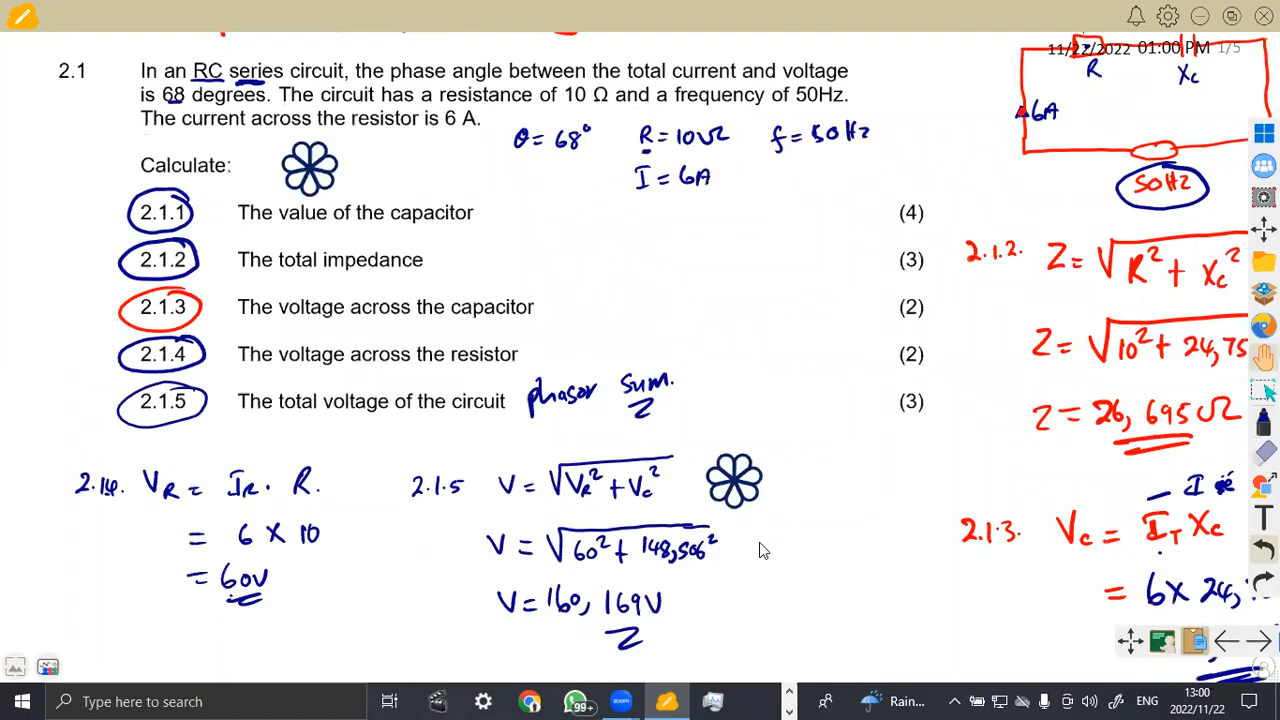 11/22/2022 01:00 PM 1/5
2.1 In an RC series circuit, the phase angle between the total current and voltage
is 68 degrees. The circuit has a resistance of 10 Ω and a frequency of 50Hz.
The current across the resistor is 6 A.
θ = 68° R = 10Ω f = 50Hz
I = 6A
Calculate:
2.1.1 The value of the capacitor (4)
2.1.2 The total impedance (3)
2.1.3 The voltage across the capacitor (2)
2.1.4 The voltage across the resistor (2)
2.1.5 The total voltage of the circuit phasor sum. (3)
R Xc
6A
50Hz
2.1.2. Z = √R² + Xc²
Z = √10² + 24,75
Z = 26,695Ω
2.1.3. Vc = IT Xc
= 6 x 24,
2.1.4. VR = IR . R.
= 6 X 10
= 60V
2.1.5 V = √VR² + Vc²
V = √60² + 148,506²
V = 160,169V
T
Type here to search
99+
Rain...
ENG
13:00
2022/11/22